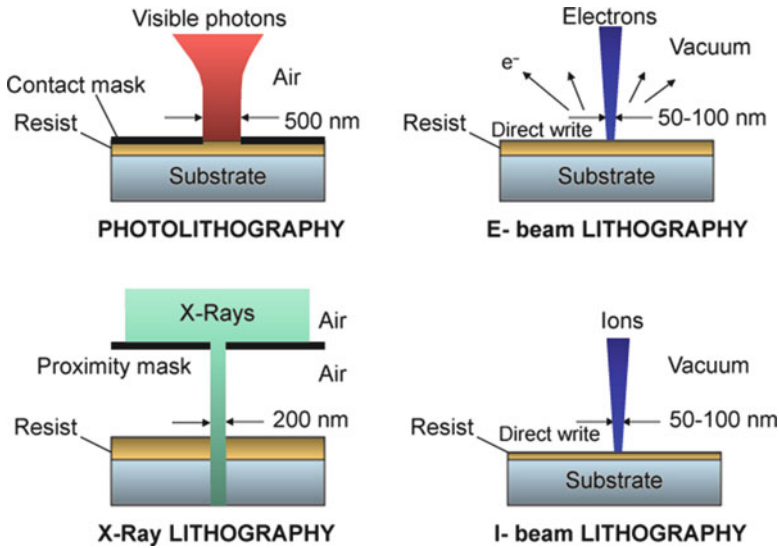 Visible photons
Air
Contact mask
Resist
500 nm
Substrate
PHOTOLITHOGRAPHY
Electrons
Vacuum
e⁻
50-100 nm
Resist
Direct write
Substrate
E- beam LITHOGRAPHY
X-Rays
Air
Proximity mask
Air
200 nm
Resist
X-Ray LITHOGRAPHY
Ions
Vacuum
Resist
Direct write
50-100 nm
Substrate
I- beam LITHOGRAPHY